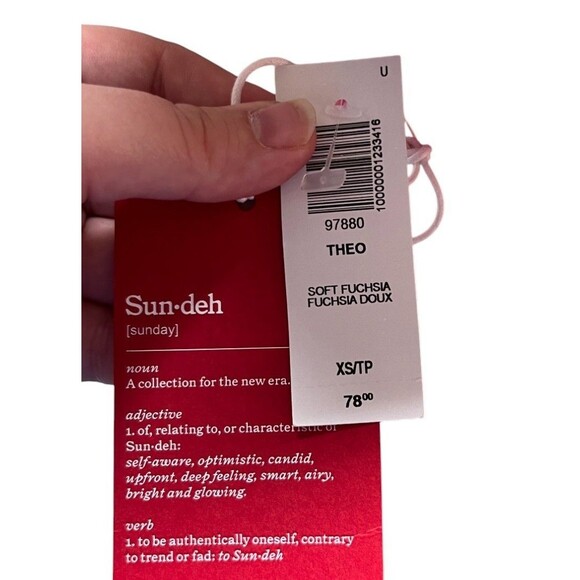 U
10000001233416
97880
THEO
SOFT FUCHSIA
FUCHSIA DOUX
XS/TP
78⁰⁰
Sun•deh
[sunday]
noun
A collection for the new era.
adjective
1. of, relating to, or characteristic of
Sun•deh:
self-aware, optimistic, candid,
upfront, deep feeling, smart, airy,
bright and glowing.
verb
1. to be authentically oneself, contrary
to trend or fad: to Sun•deh